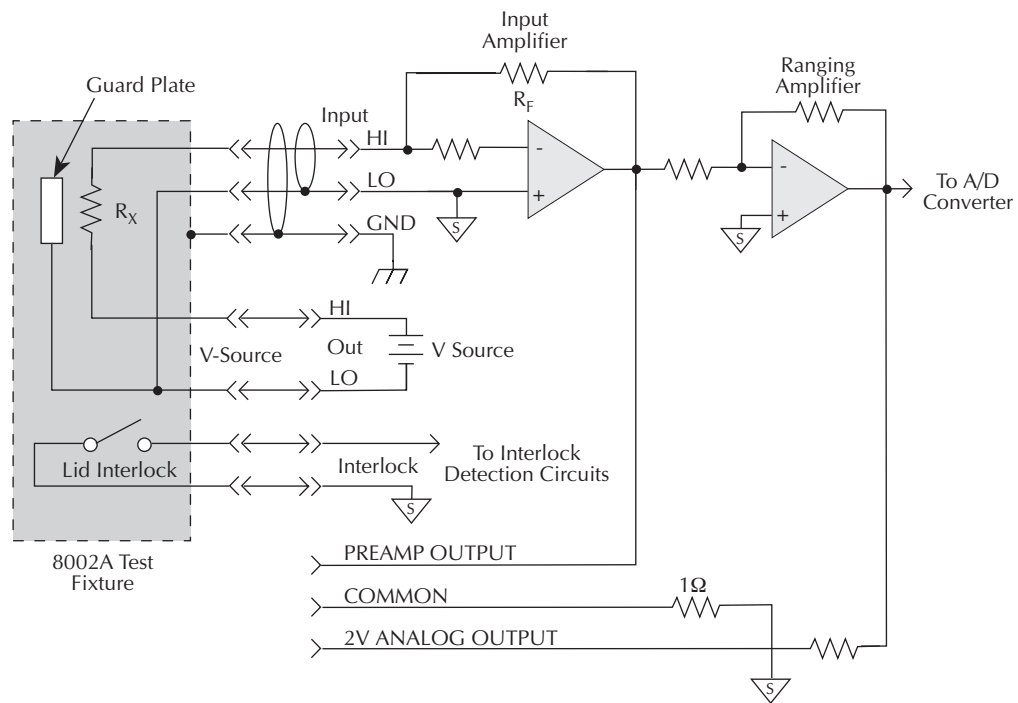 Input
Amplifier
Ranging
Amplifier
Guard Plate
R_F
Input
HI
-
-
LO
+
To A/D
Converter
R_X
GND
S
+
S
HI
V-Source
Out
V Source
LO
Lid Interlock
Interlock
To Interlock
Detection Circuits
S
8002A Test
Fixture
PREAMP OUTPUT
COMMON
1Ω
2V ANALOG OUTPUT
S